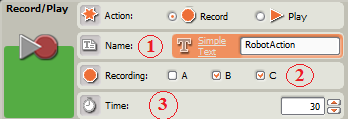 Record/Play
Action: Record Play
Name: 1 T Simple Text RobotAction
Recording: A B C 2
Time: 3 30